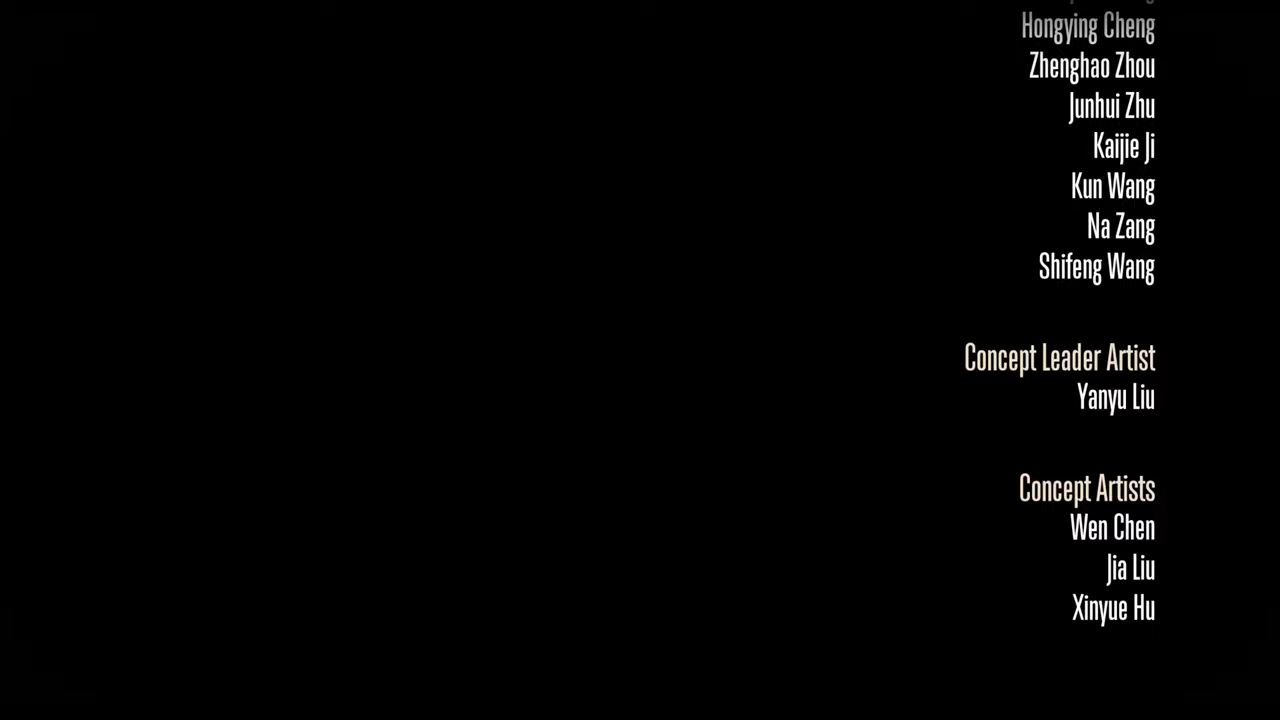 Hongying Cheng
Zhenghao Zhou
Junhui Zhu
Kaijie Ji
Kun Wang
Na Zang
Shifeng Wang
Concept Leader Artist
Yanyu Liu
Concept Artists
Wen Chen
Jia Liu
Xinyue Hu